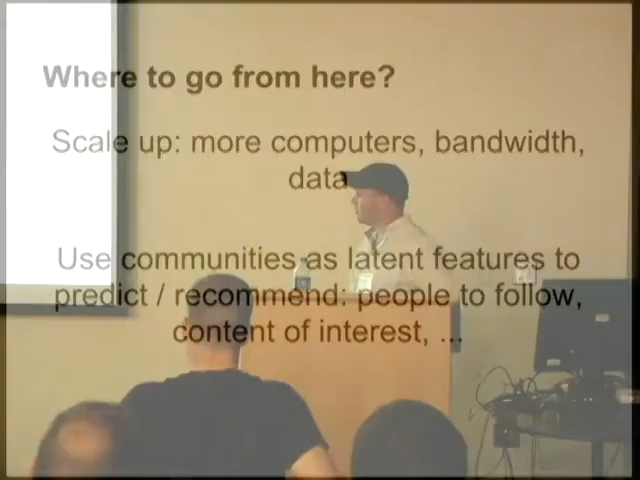 Where to go from here?
Scale up: more computers, bandwidth,
data
Use communities as latent features to
predict / recommend: people to follow,
content of interest, ...